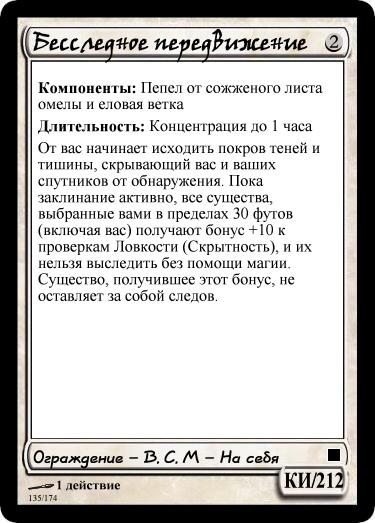 Бесследное передвижение 2
Компоненты: Пепел от сожженого листа
омелы и еловая ветка
Длительность: Концентрация до 1 часа
От вас начинает исходить покров теней и
тишины, скрывающий вас и ваших
спутников от обнаружения. Пока
заклинание активно, все существа,
выбранные вами в пределах 30 футов
(включая вас) получают бонус +10 к
проверкам Ловкости (Скрытность), и их
нельзя выследить без помощи магии.
Существо, получившее этот бонус, не
оставляет за собой следов.
Ограждение – В, С, М – На себя
КИ/212
1 действие
135/174